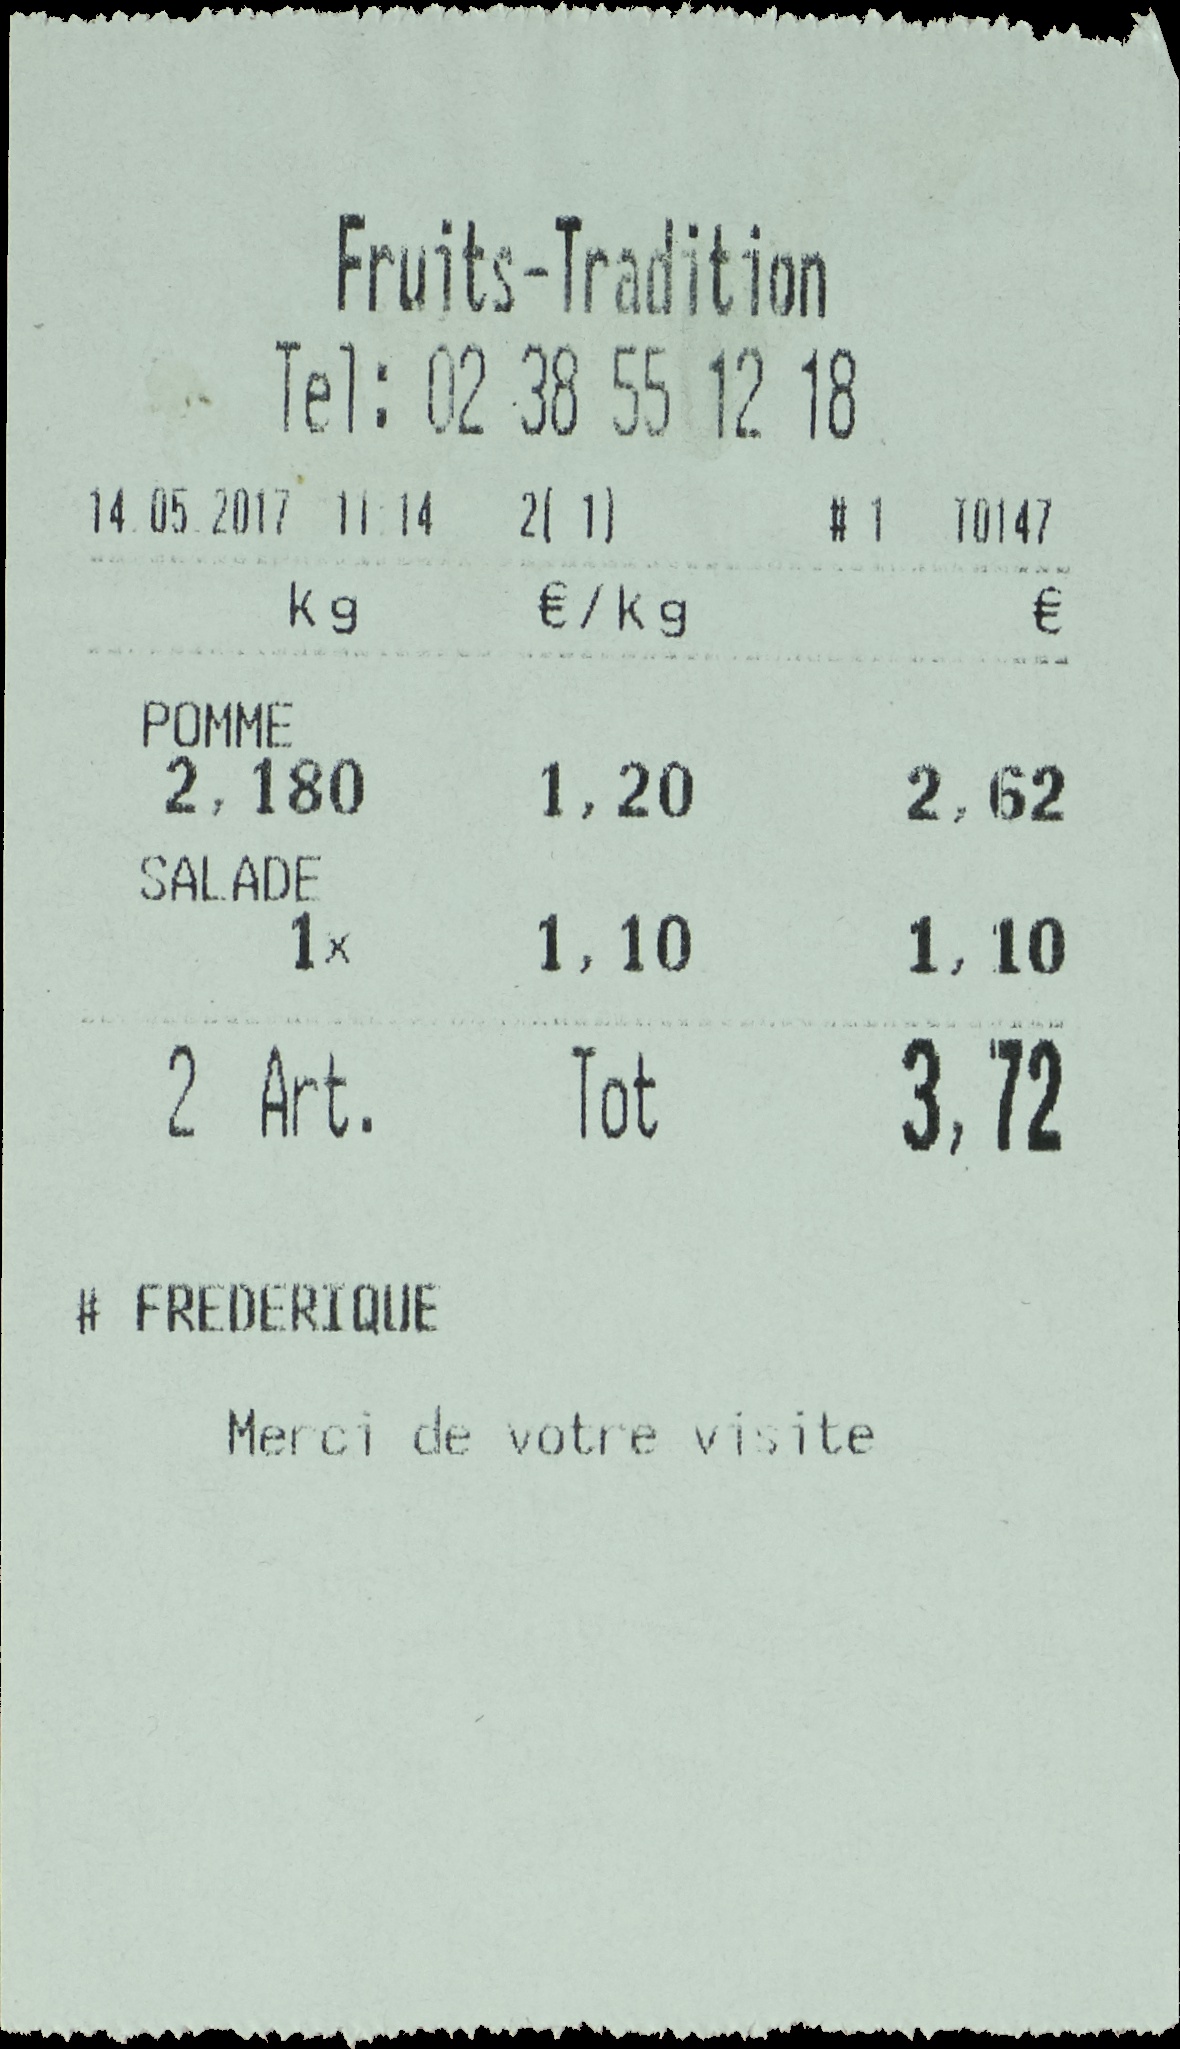 Fruits-Tradition
Tel: 02 38 55 12 18
14.05.2017 11:14 2( 1) # 1 T0147
kg €/kg €
POMME
2,180 1,20 2,62
SALADE
1x 1,10 1,10
2 Art. Tot 3,72
# FREDERIQUE
Merci de votre visite